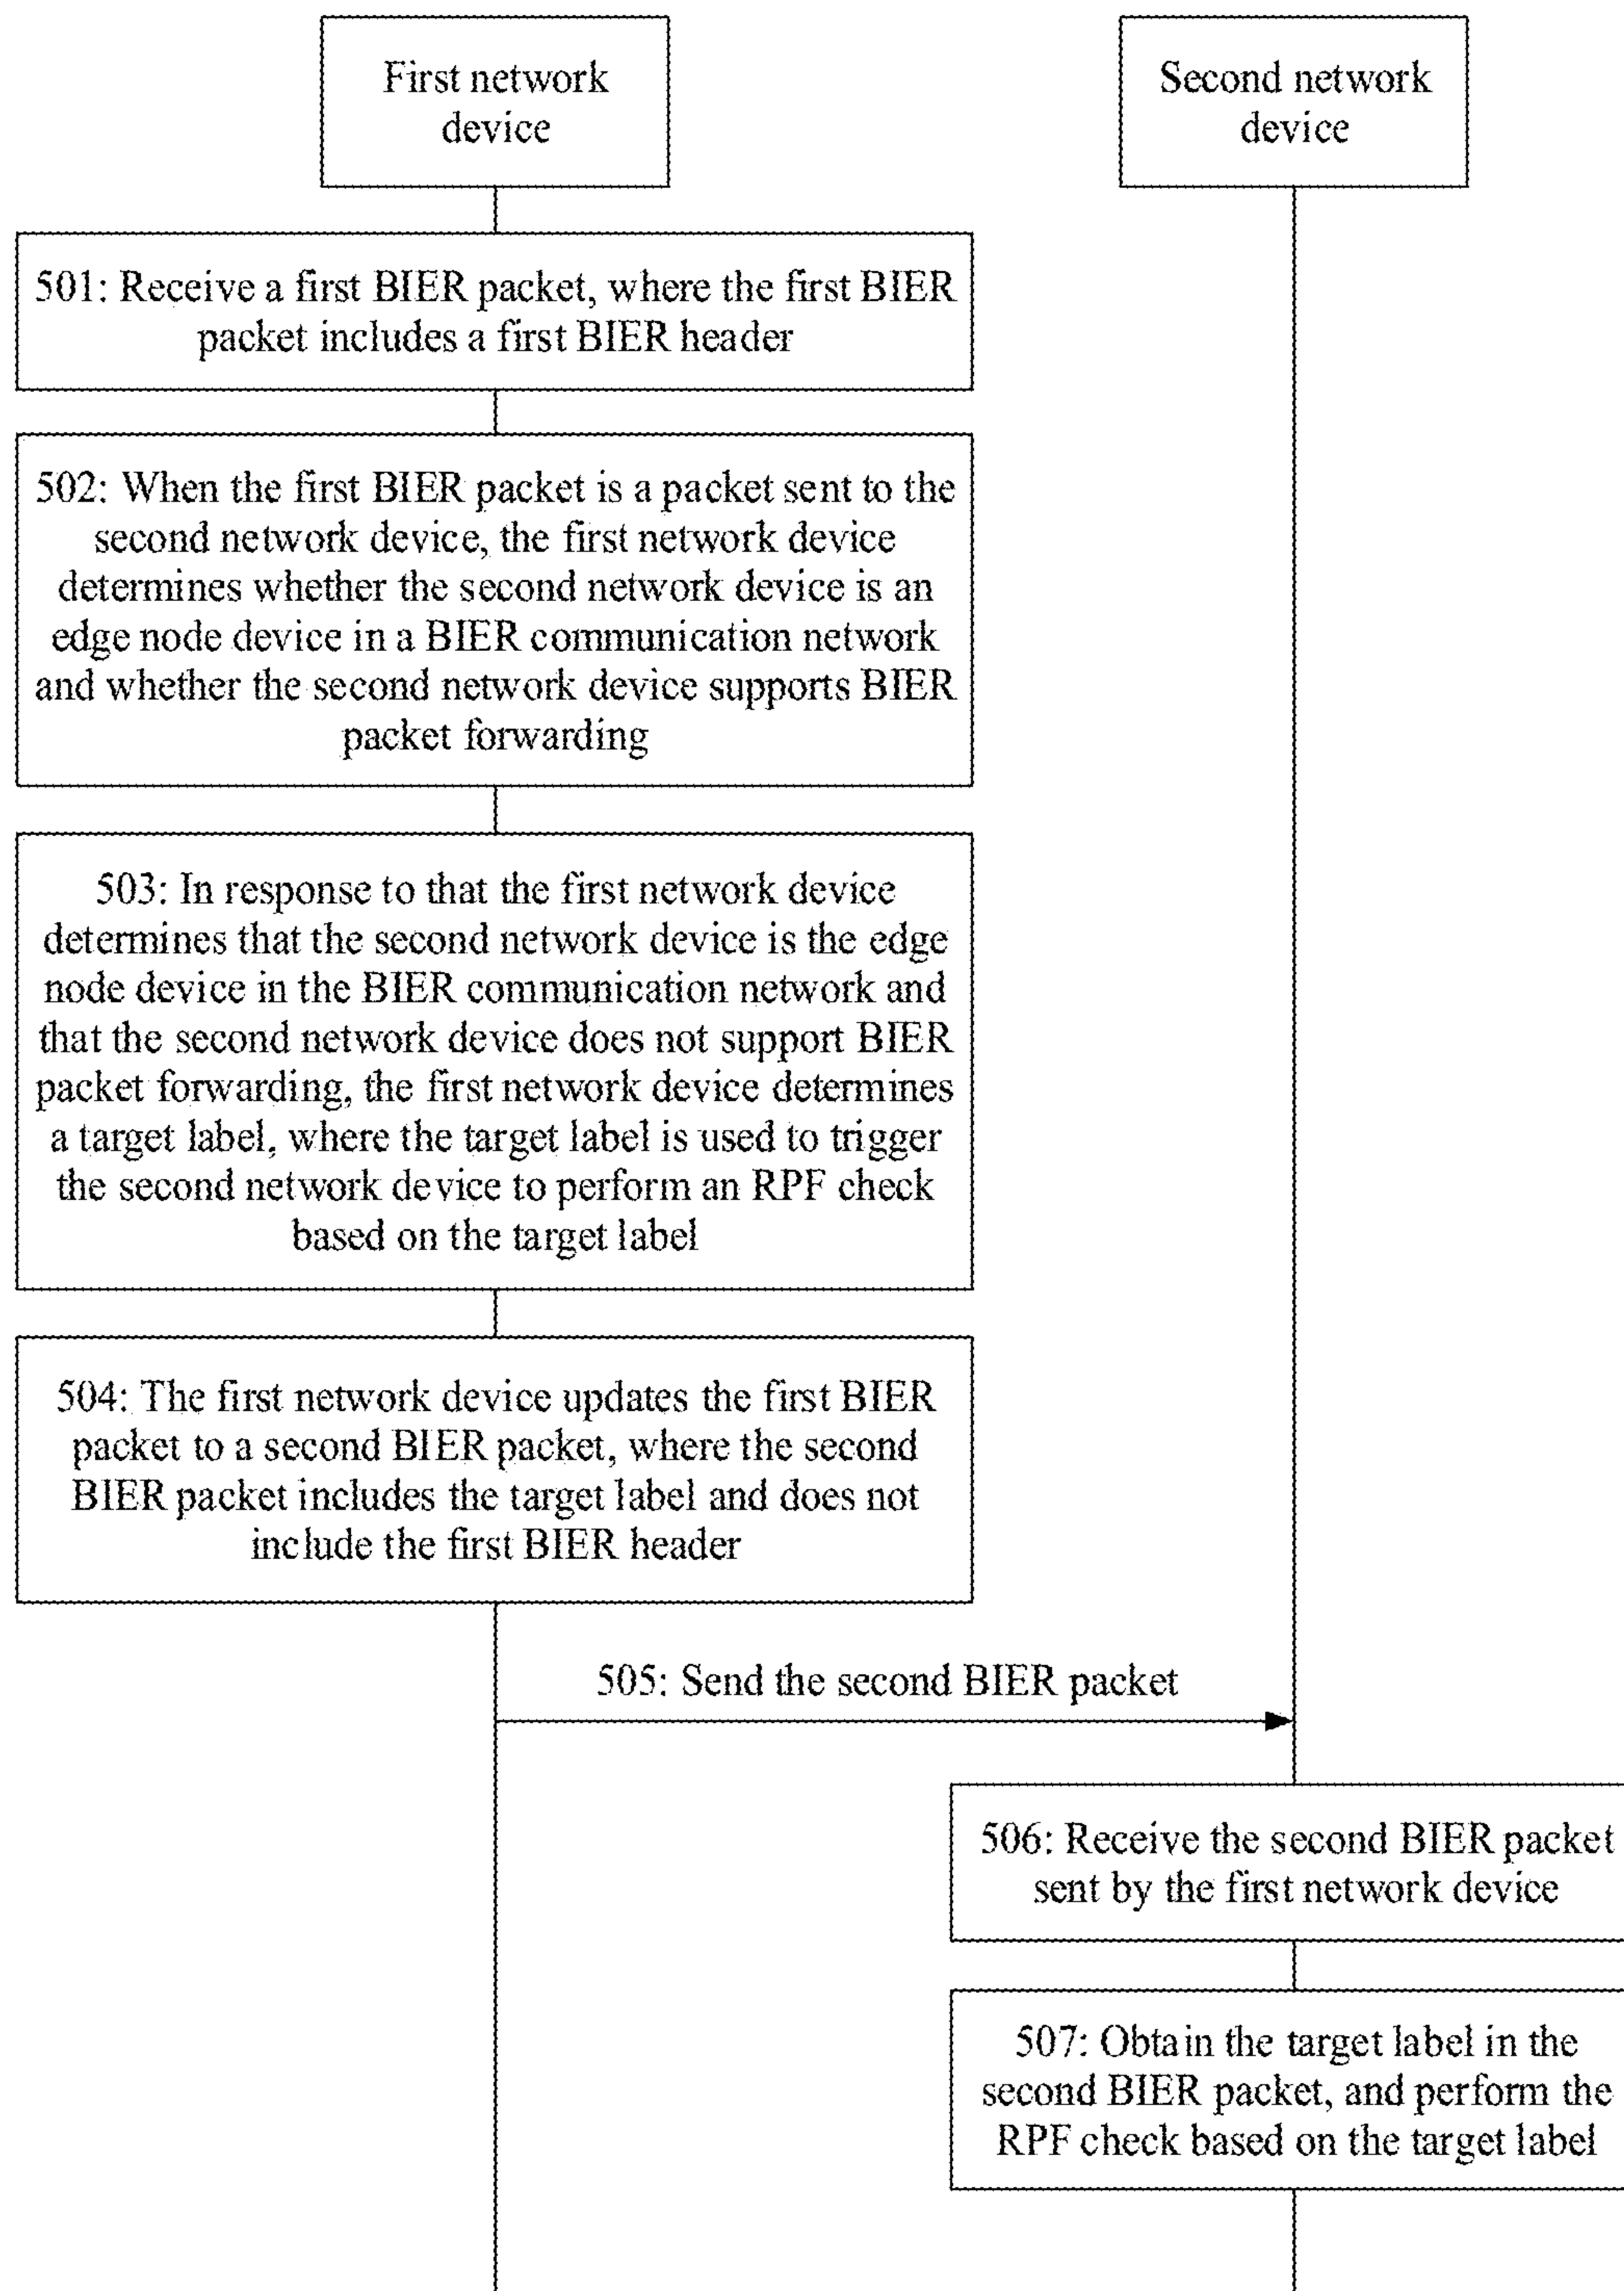 First network
device
Second network
device
501: Receive a first BIER packet, where the first BIER
packet includes a first BIER header
502: When the first BIER packet is a packet sent to the
second network device, the first network device
determines whether the second network device is an
edge node device in a BIER communication network
and whether the second network device supports BIER
packet forwarding
503: In response to that the first network device
determines that the second network device is the edge
node device in the BIER communication network and
that the second network device does not support BIER
packet forwarding, the first network device determines
a target label, where the target label is used to trigger
the second network device to perform an RPF check
based on the target label
504: The first network device updates the first BIER
packet to a second BIER packet, where the second
BIER packet includes the target label and does not
include the first BIER header
505: Send the second BIER packet
506: Receive the second BIER packet
sent by the first network device
507: Obtain the target label in the
second BIER packet, and perform the
RPF check based on the target label